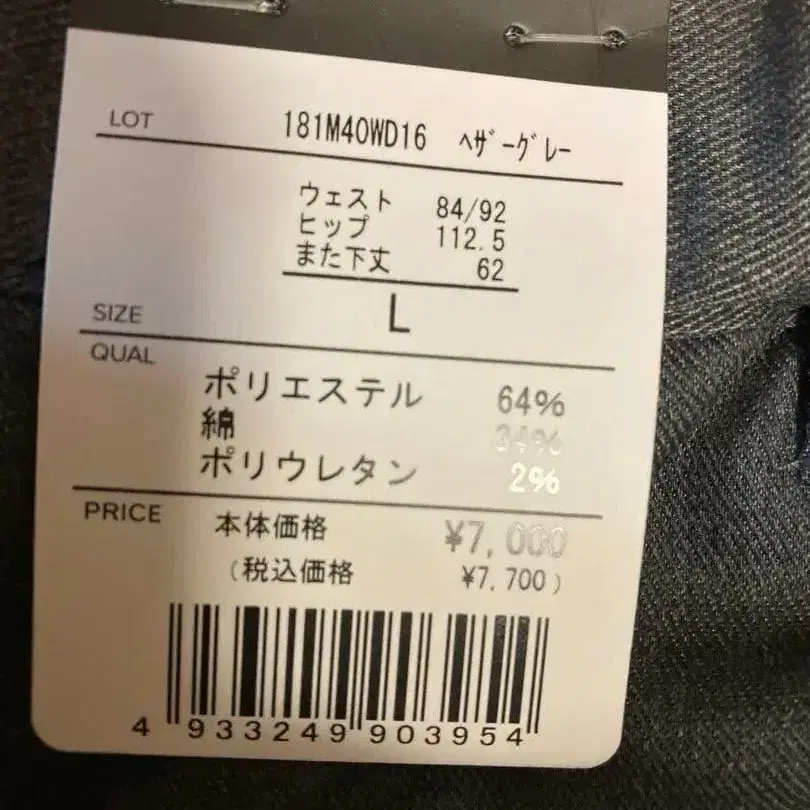 LOT 181M40WD16 ﾍｻﾞｰｸﾞﾚｰ
ウェスト 84/92
ヒップ 112.5
また下丈 62
SIZE L
QUAL
ポリエステル 64%
綿 34%
ポリウレタン 2%
PRICE 本体価格 ¥7,000
(税込価格 ¥7,700)
4 933249 903954